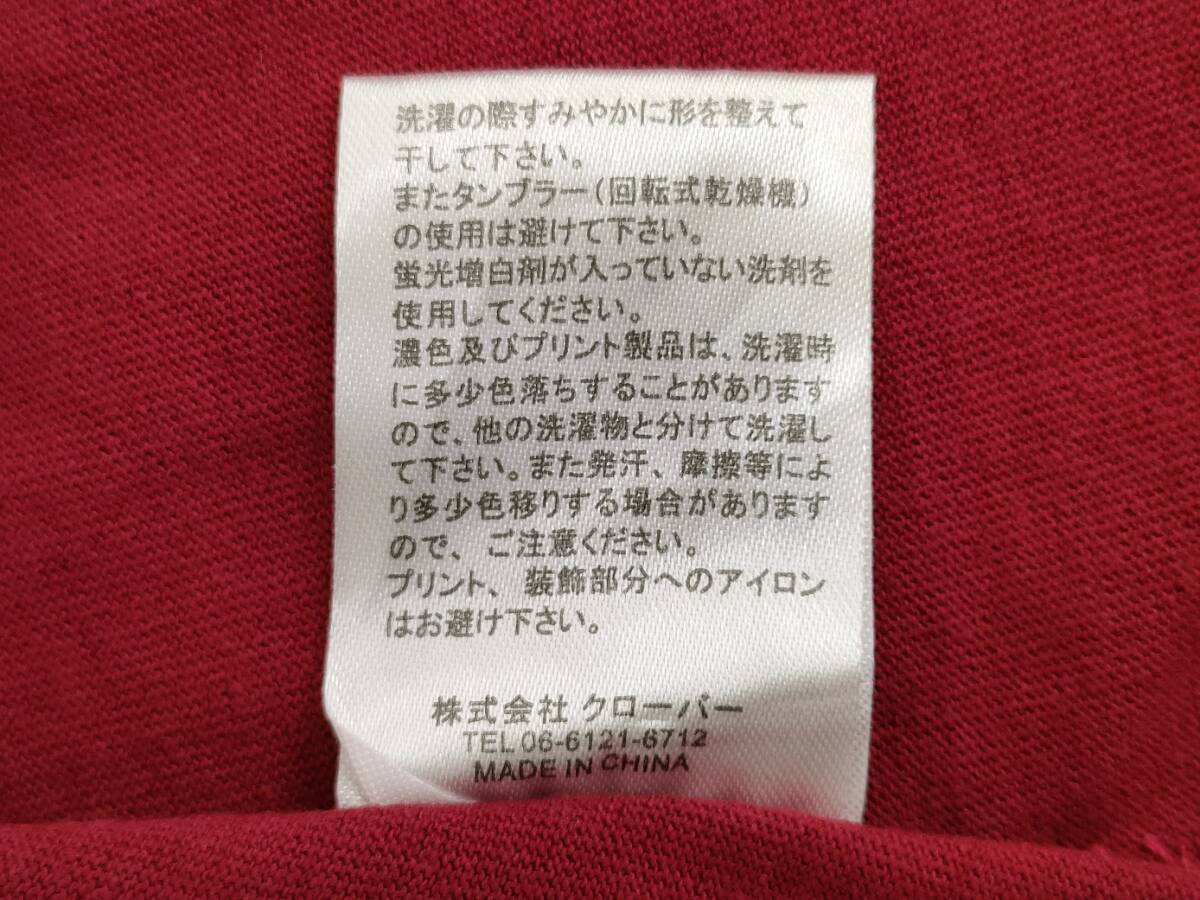 洗濯の際すみやかに形を整えて
干して下さい。
またタンブラー(回転式乾燥機)
の使用は避けて下さい。
蛍光増白剤が入っていない洗剤を
使用してください。
濃色及びプリント製品は、洗濯時
に多少色落ちすることがあります
ので、他の洗濯物と分けて洗濯し
て下さい。また発汗、摩擦等によ
り多少色移りする場合があります
ので、ご注意ください。
プリント、装飾部分へのアイロン
はお避け下さい。
株式会社 クローバー
TEL 06-6121-6712
MADE IN CHINA